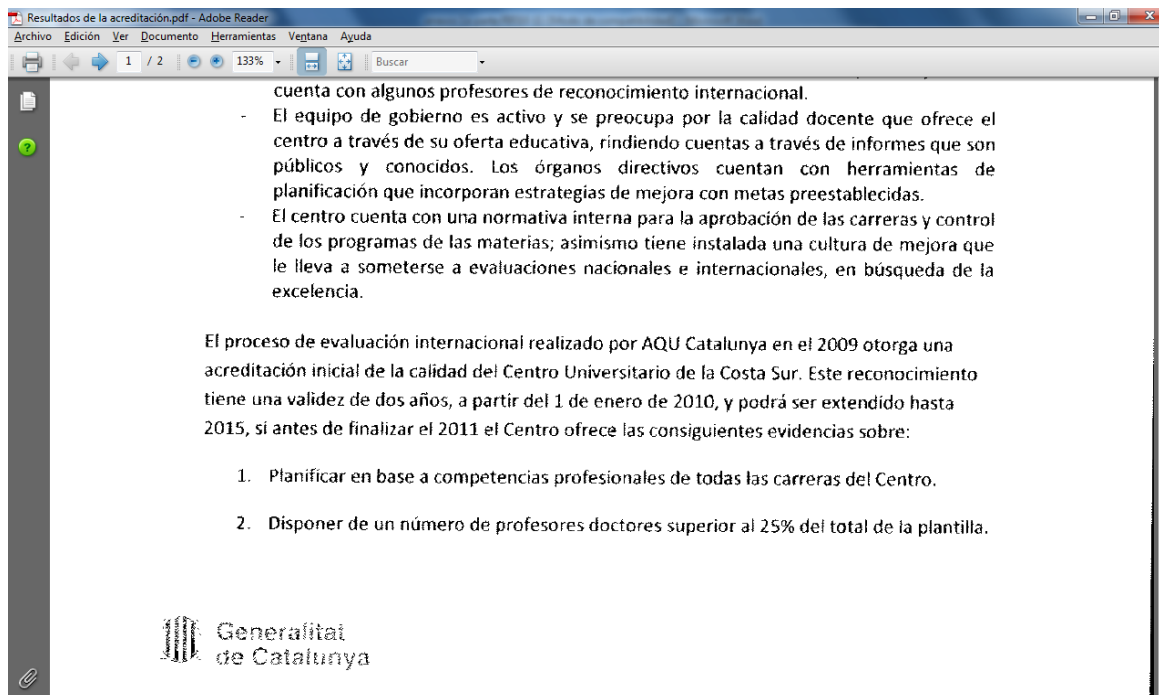 Resultados de la acreditación.pdf - Adobe Reader
Archivo Edición Ver Documento Herramientas Ventana Ayuda
1 / 2 133% Buscar
cuenta con algunos profesores de reconocimiento internacional.
- El equipo de gobierno es activo y se preocupa por la calidad docente que ofrece el
centro a través de su oferta educativa, rindiendo cuentas a través de informes que son
públicos y conocidos. Los órganos directivos cuentan con herramientas de
planificación que incorporan estrategias de mejora con metas preestablecidas.
- El centro cuenta con una normativa interna para la aprobación de las carreras y control
de los programas de las materias; asimismo tiene instalada una cultura de mejora que
le lleva a someterse a evaluaciones nacionales e internacionales, en búsqueda de la
excelencia.
El proceso de evaluación internacional realizado por AQU Catalunya en el 2009 otorga una
acreditación inicial de la calidad del Centro Universitario de la Costa Sur. Este reconocimiento
tiene una validez de dos años, a partir del 1 de enero de 2010, y podrá ser extendido hasta
2015, si antes de finalizar el 2011 el Centro ofrece las consiguientes evidencias sobre:
1. Planificar en base a competencias profesionales de todas las carreras del Centro.
2. Disponer de un número de profesores doctores superior al 25% del total de la plantilla.
Generalitat
de Catalunya